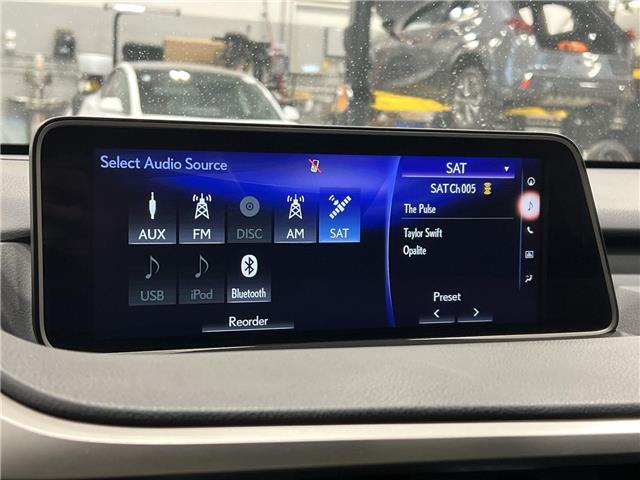 Select Audio Source
AUX FM DISC AM SAT
USB iPod Bluetooth
Reorder
SAT
SAT Ch 005
The Pulse
Taylor Swift
Opalite
Preset